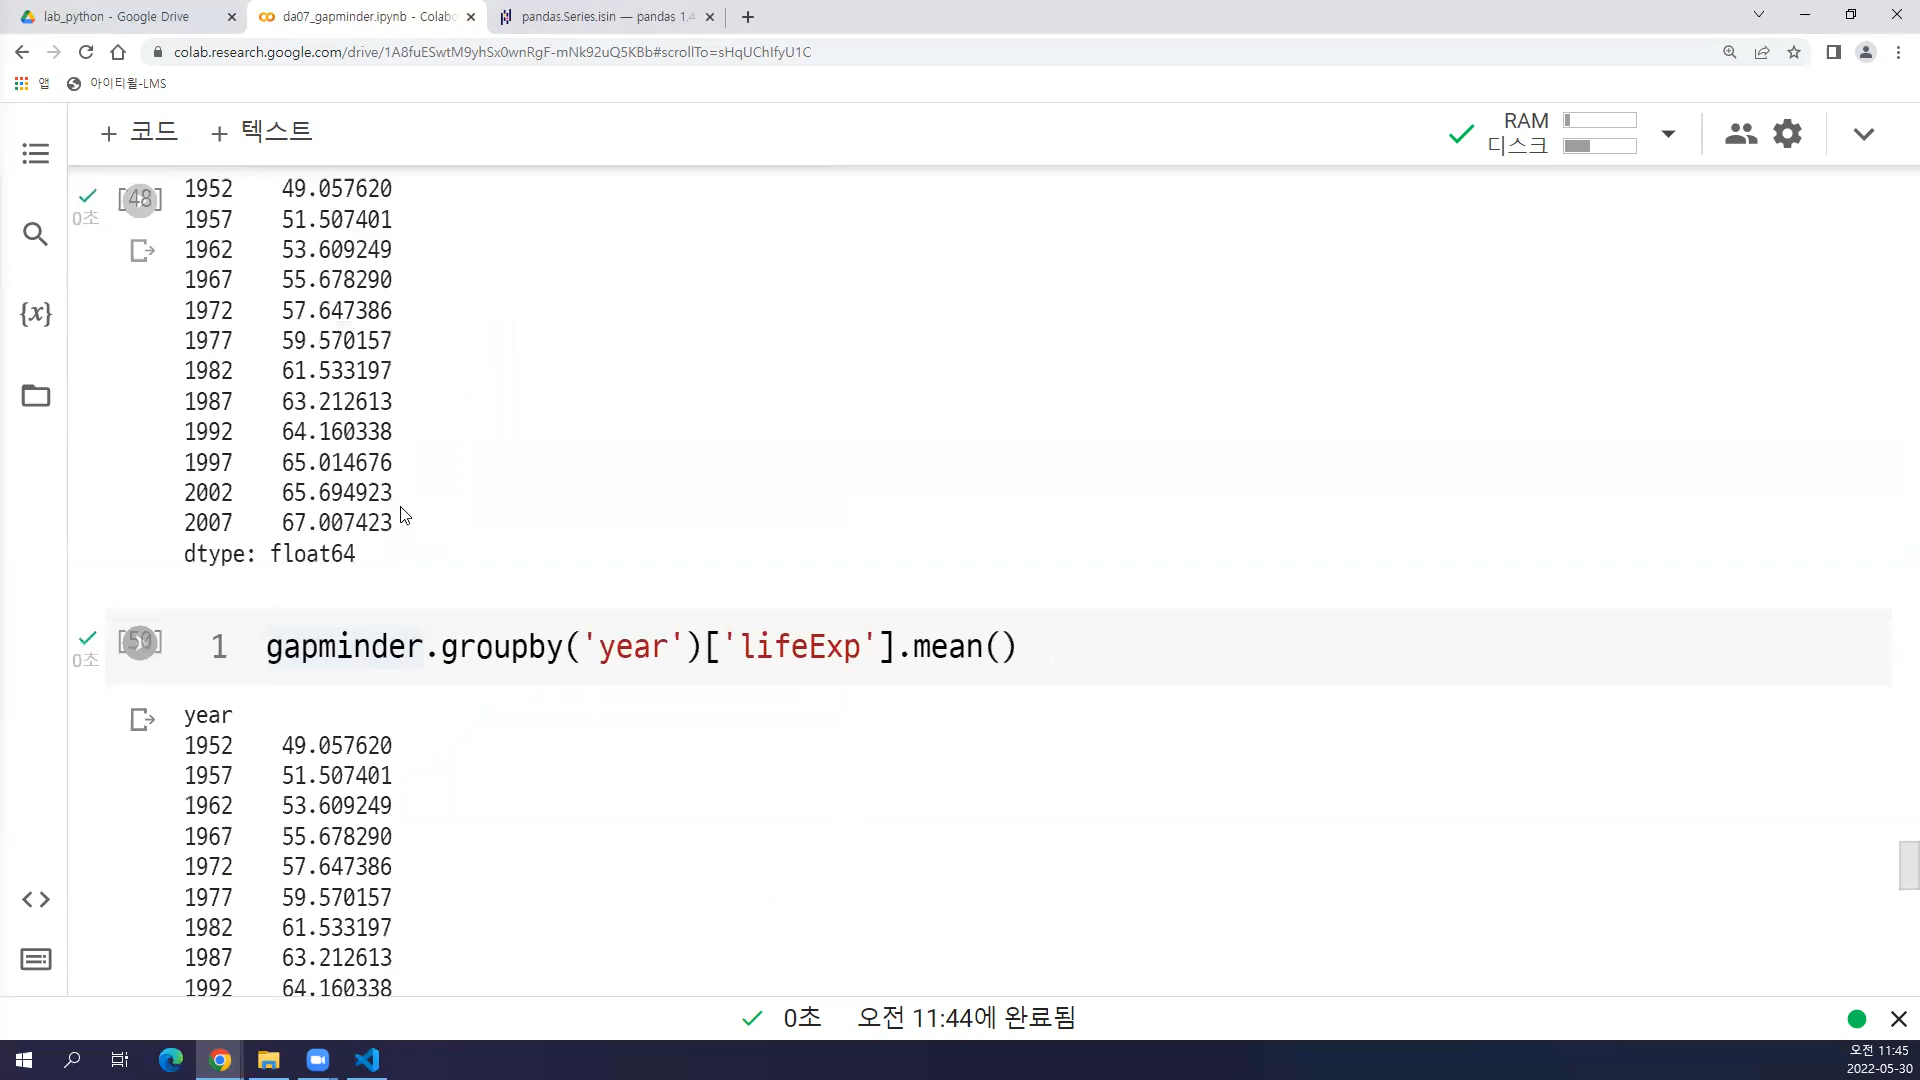 lab_python - Google Drive
da07_gapminder.ipynb - Colabo
pandas.Series.isin — pandas 1.4
colab.research.google.com/drive/1A8fuESwtM9yhSx0wnRgF-mNk92uQ5KBb#scrollTo=sHqUChIfyU1C
앱
아이티윌-LMS
+ 코드
+ 텍스트
RAM
디스크
[48]
0초
1952 49.057620
1957 51.507401
1962 53.609249
1967 55.678290
1972 57.647386
1977 59.570157
1982 61.533197
1987 63.212613
1992 64.160338
1997 65.014676
2002 65.694923
2007 67.007423
dtype: float64
{x}
[50]
0초
1 gapminder.groupby('year')['lifeExp'].mean()
year
1952 49.057620
1957 51.507401
1962 53.609249
1967 55.678290
1972 57.647386
1977 59.570157
1982 61.533197
1987 63.212613
1992 64.160338
0초 오전 11:44에 완료됨
오전 11:45
2022-05-30